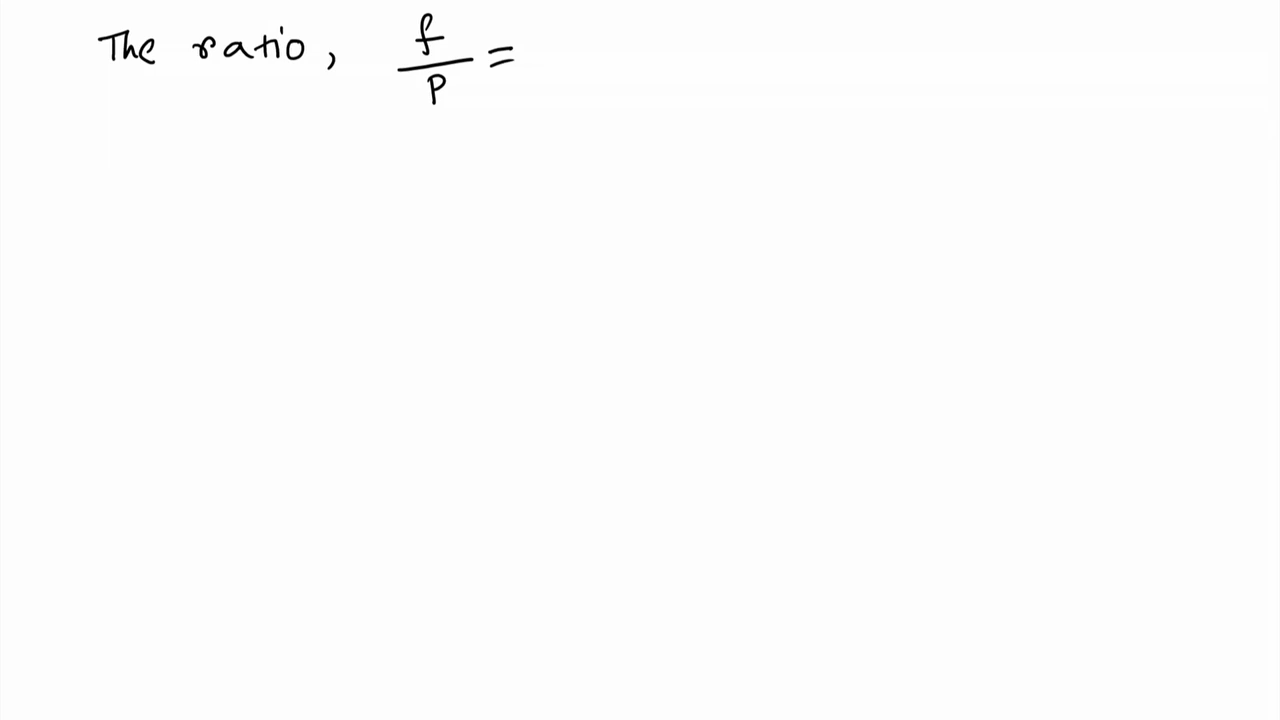 The ratio, f/P =